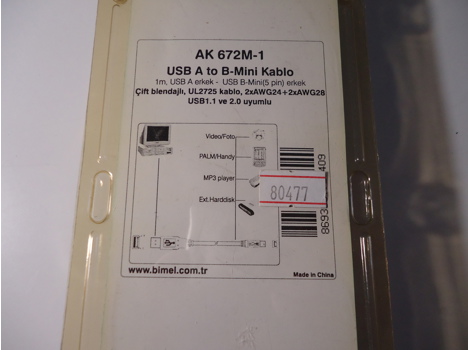 AK 672M-1
USB A to B-Mini Kablo
1m, USB A erkek - USB B-Mini(5 pin) erkek
Çift blendajlı, UL2725 kablo, 2xAWG24+2xAWG28
USB1.1 ve 2.0 uyumlu
Video/Foto
PALM/Handy
MP3 player
Ext.Harddisk
80477
8693
409
www.bimel.com.tr
Made in China